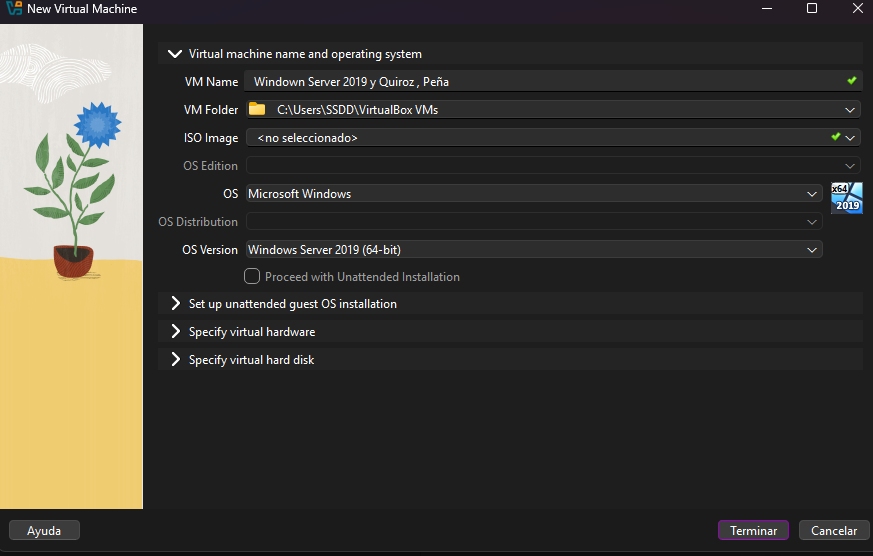 New Virtual Machine
Virtual machine name and operating system
VM Name Windown Server 2019 y Quiroz , Peña
VM Folder C:\Users\SSDD\VirtualBox VMs
ISO Image <no seleccionado>
OS Edition
OS Microsoft Windows
x64
2019
OS Distribution
OS Version Windows Server 2019 (64-bit)
Proceed with Unattended Installation
Set up unattended guest OS installation
Specify virtual hardware
Specify virtual hard disk
Ayuda Terminar Cancelar